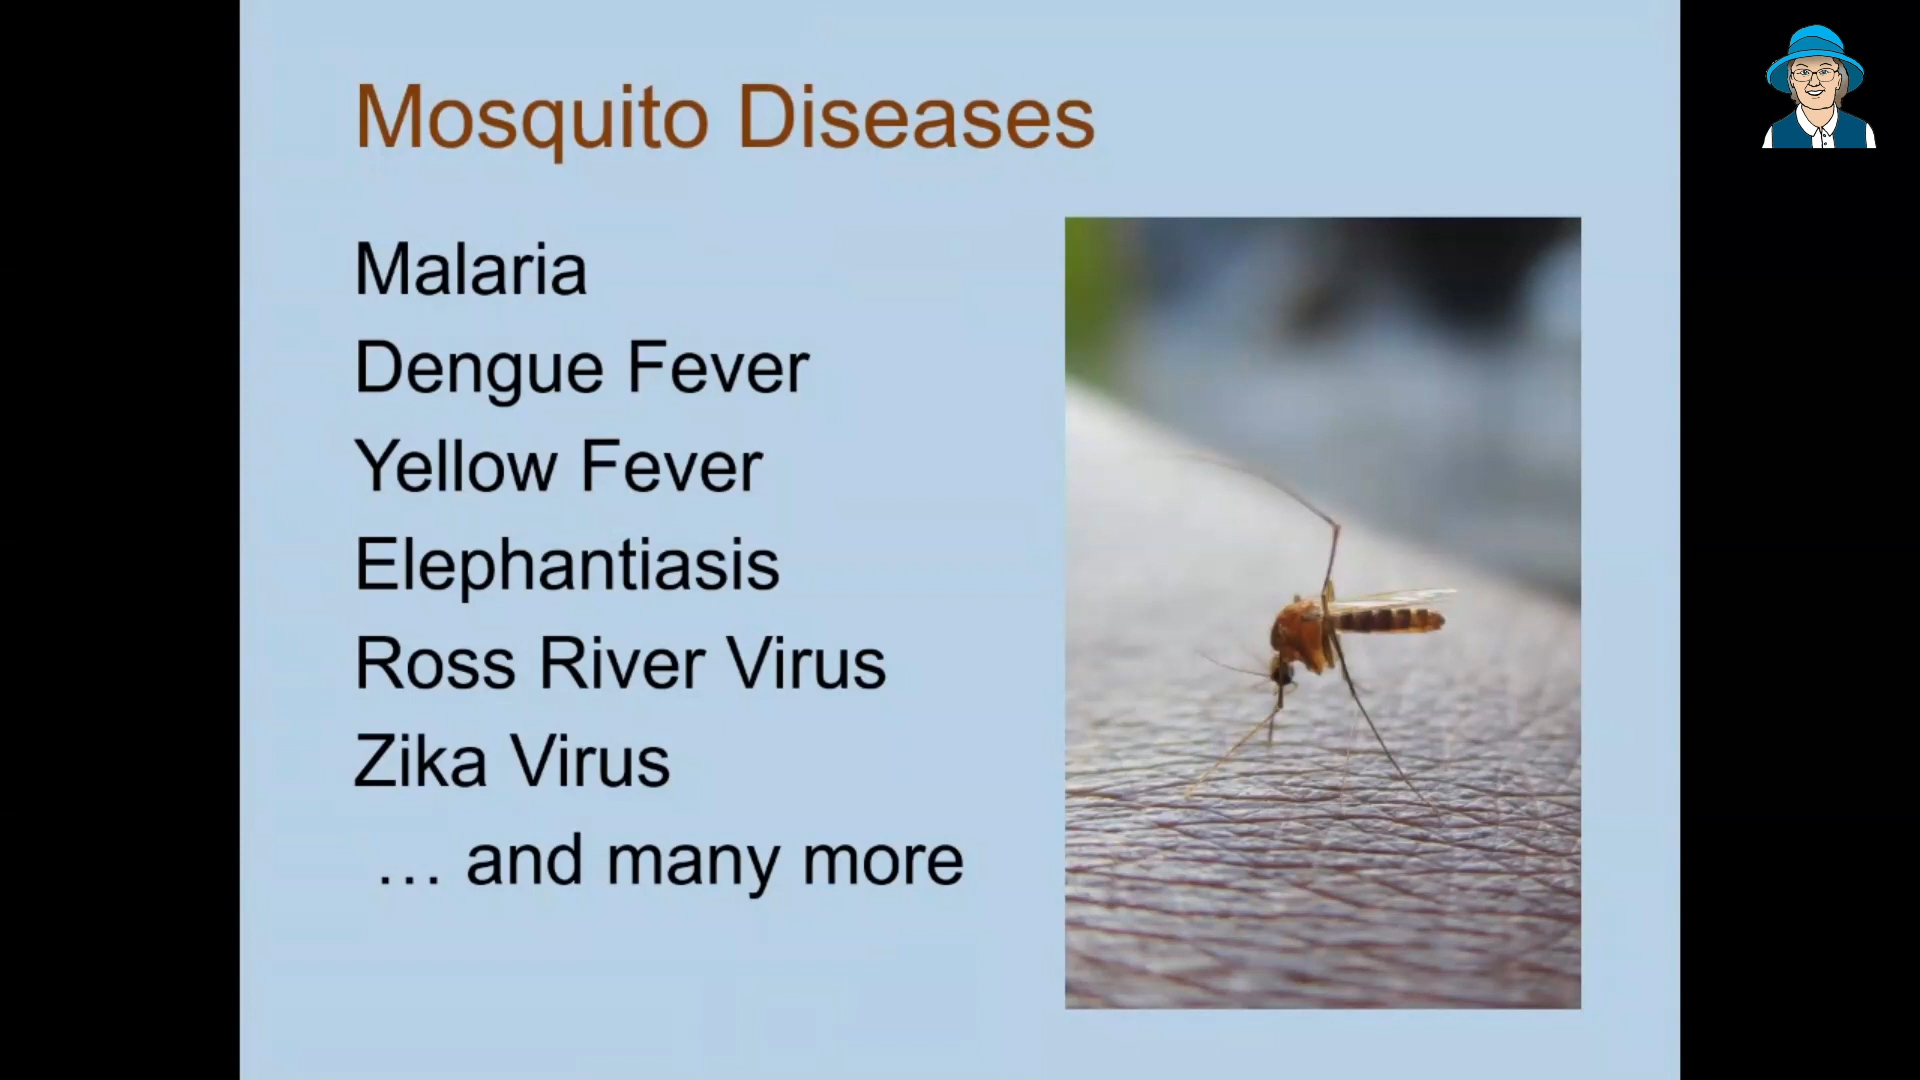 Mosquito Diseases
Malaria
Dengue Fever
Yellow Fever
Elephantiasis
Ross River Virus
Zika Virus
… and many more